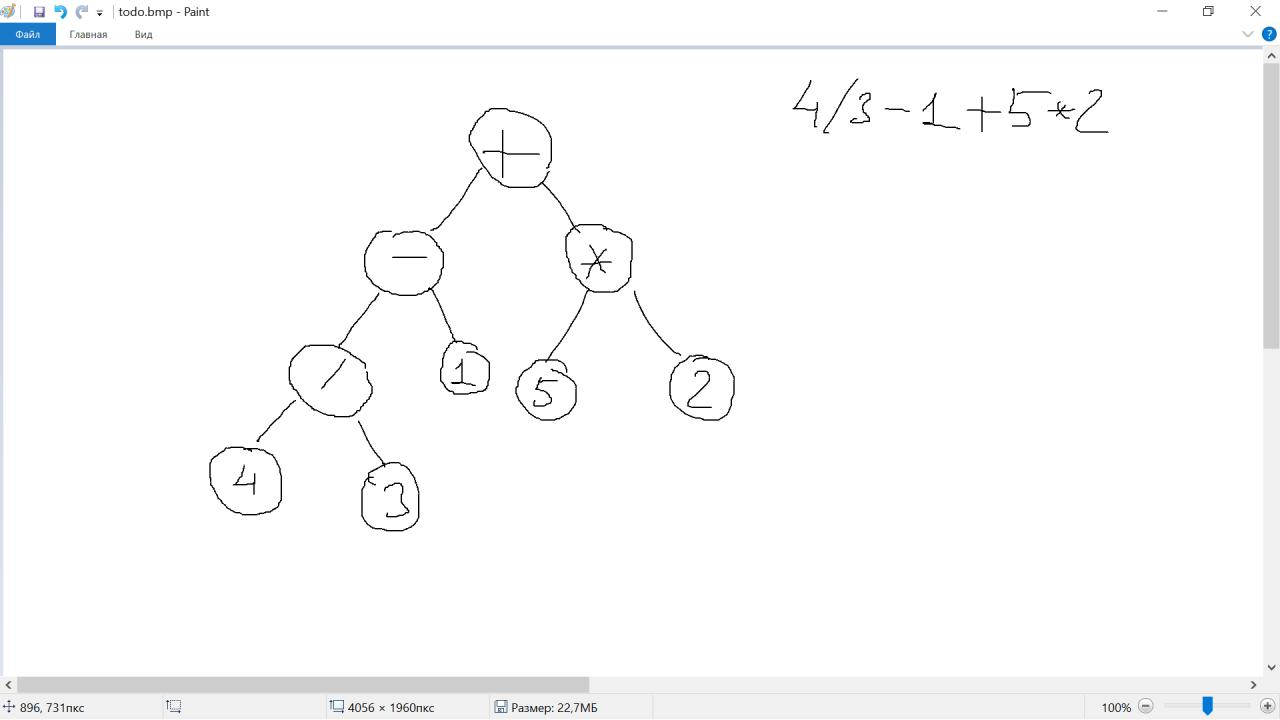 todo.bmp - Paint
Файл Главная Вид
4/3-1+5*2
+
- *
/ 1 5 2
4 3
896, 731пкс 4056 × 1960пкс Размер: 22,7МБ 100%